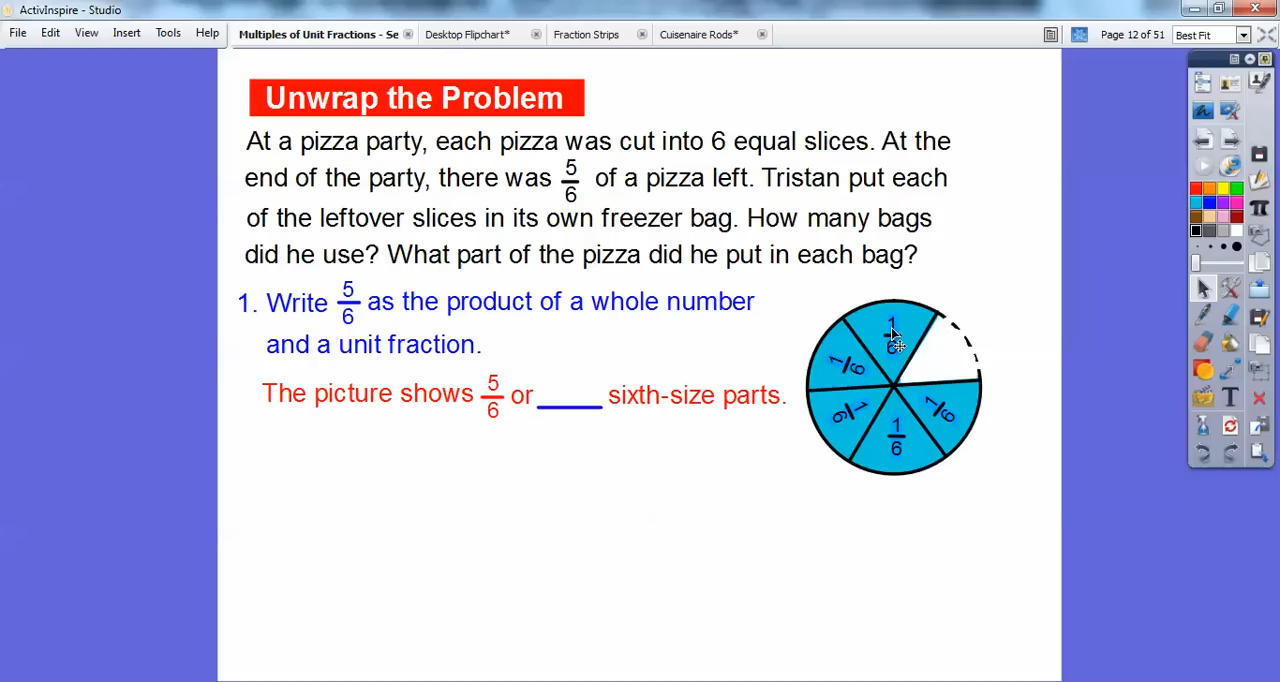 ActivInspire - Studio
File Edit View Insert Tools Help
Multiples of Unit Fractions - Se Desktop Flipchart* Fraction Strips Cuisenaire Rods* Page 12 of 51 Best Fit
Unwrap the Problem
At a pizza party, each pizza was cut into 6 equal slices. At the
end of the party, there was 5/6 of a pizza left. Tristan put each
of the leftover slices in its own freezer bag. How many bags
did he use? What part of the pizza did he put in each bag?
1. Write 5/6 as the product of a whole number
and a unit fraction.
The picture shows 5/6 or ____ sixth-size parts.
1/6
1/6
1/6
1/6
1/6